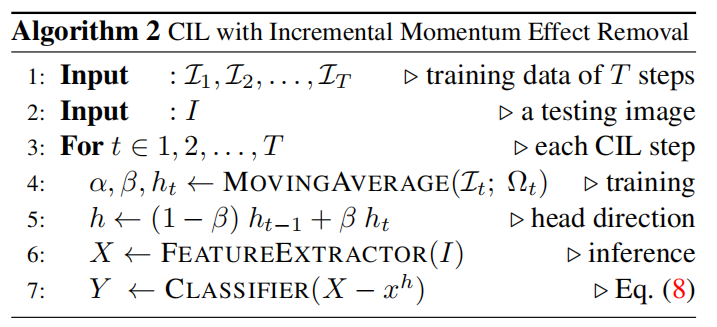 Algorithm 2 CIL with Incremental Momentum Effect Removal
1: Input : ℐ₁, ℐ₂, . . . , ℐ_T ▷ training data of T steps
2: Input : I ▷ a testing image
3: For t ∈ 1, 2, . . . , T ▷ each CIL step
4: α, β, h_t ← MOVINGAVERAGE(ℐ_t; Ω_t) ▷ training
5: h ← (1 − β) h_{t−1} + β h_t ▷ head direction
6: X ← FEATUREEXTRACTOR(I) ▷ inference
7: Y ← CLASSIFIER(X − x^h) ▷ Eq. (8)